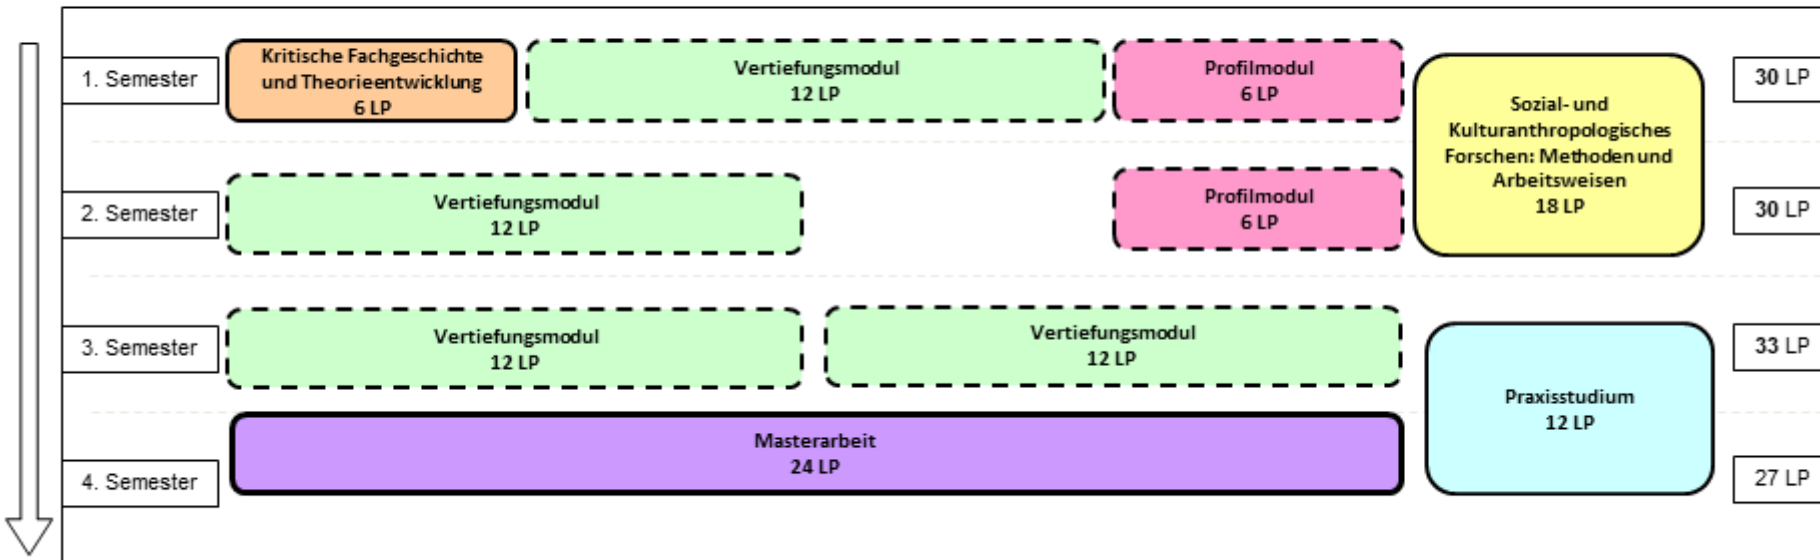 1. Semester
Kritische Fachgeschichte
und Theorieentwicklung
6 LP
Vertiefungsmodul
12 LP
Profilmodul
6 LP
Sozial- und
Kulturanthropologisches
Forschen: Methoden und
Arbeitsweisen
18 LP
30 LP
2. Semester
Vertiefungsmodul
12 LP
Profilmodul
6 LP
30 LP
3. Semester
Vertiefungsmodul
12 LP
Vertiefungsmodul
12 LP
Praxisstudium
12 LP
33 LP
4. Semester
Masterarbeit
24 LP
27 LP